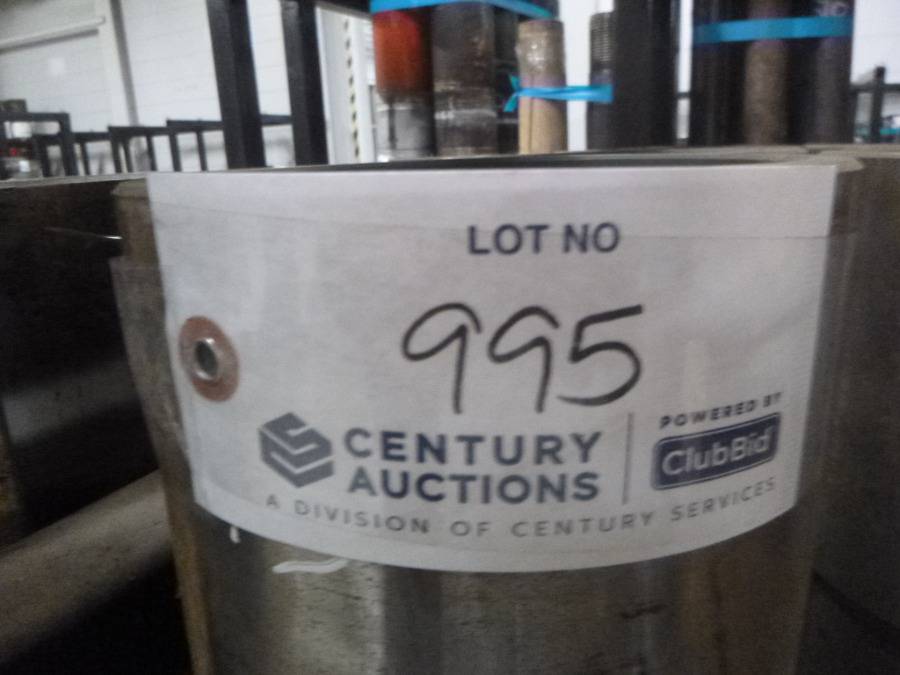 LOT NO
995
CENTURY
AUCTIONS
POWERED BY
ClubBid
A DIVISION OF CENTURY SERVICES